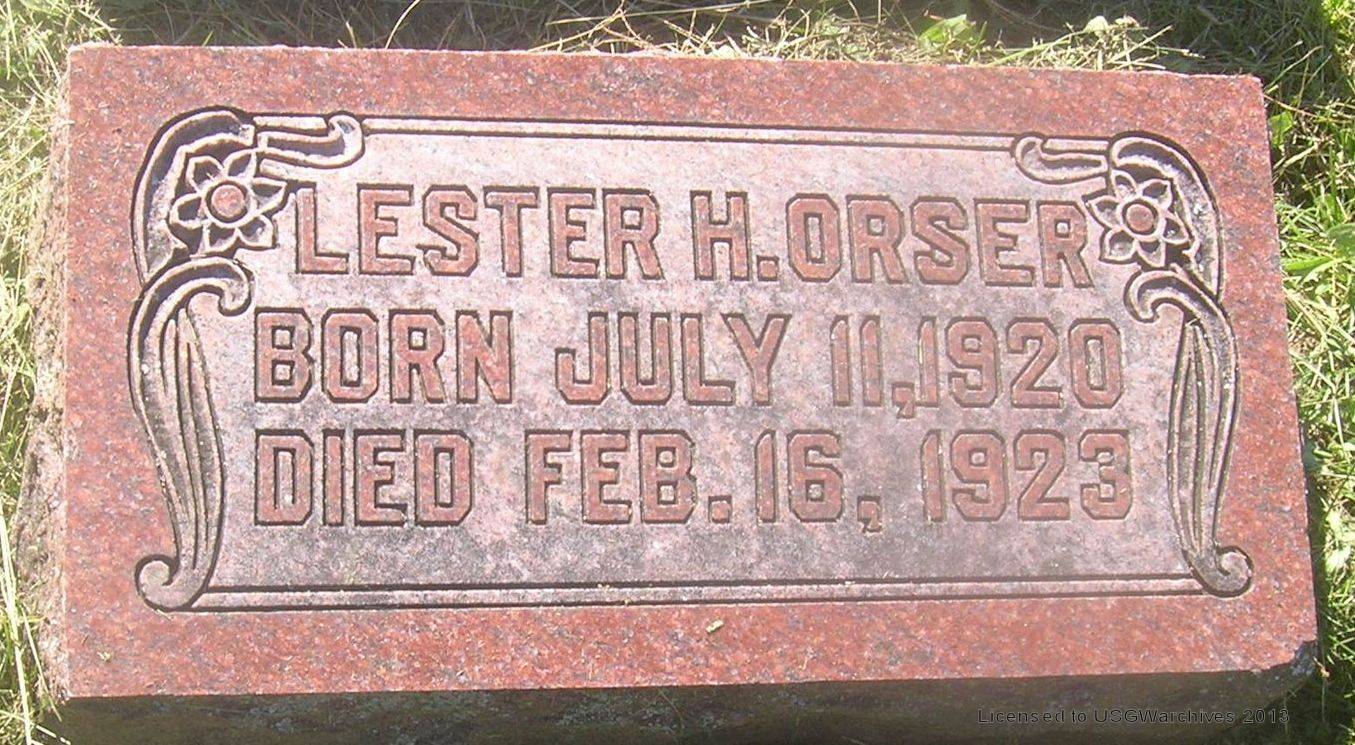 LESTER H. ORSER
BORN JULY 11, 1920
DIED FEB. 16, 1923
Licensed to USGWarchives 2013